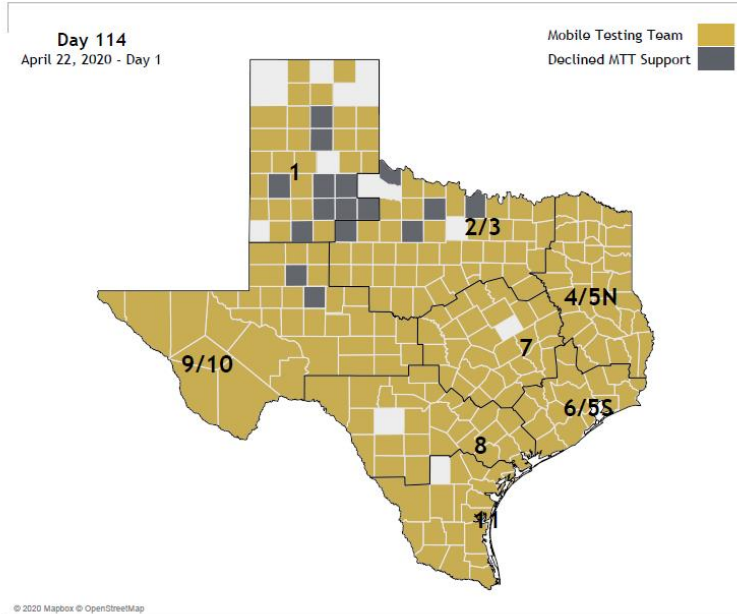 Day 114
April 22, 2020 - Day 1
Mobile Testing Team
Declined MTT Support
1
2/3
4/5N
7
9/10
6/5S
8
11
© 2020 Mapbox © OpenStreetMap